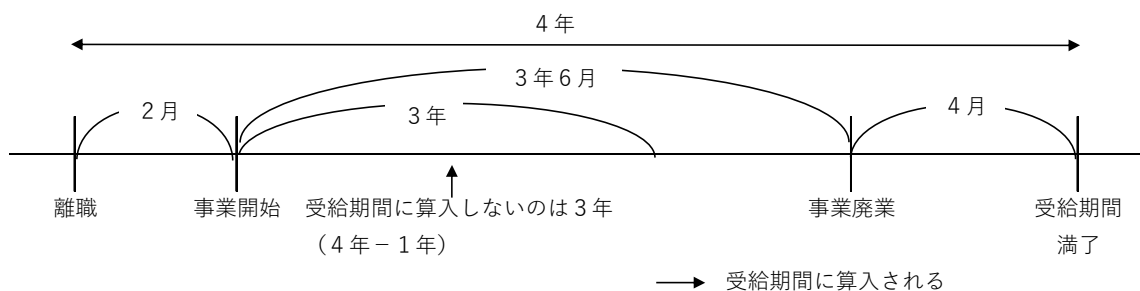 4年
3年6月
2月
3年
4月
離職
事業開始
受給期間に算入しないのは3年
（4年－1年）
事業廃業
受給期間
満了
受給期間に算入される